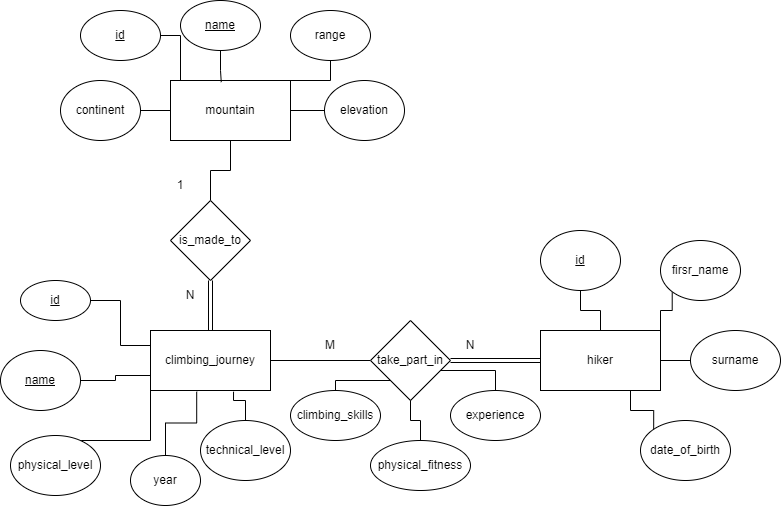 id
name
range
continent
mountain
elevation
1
is_made_to
N
id
firsr_name
id
climbing_journey
M
take_part_in
N
hiker
surname
name
climbing_skills
experience
physical_level
year
technical_level
physical_fitness
date_of_birth